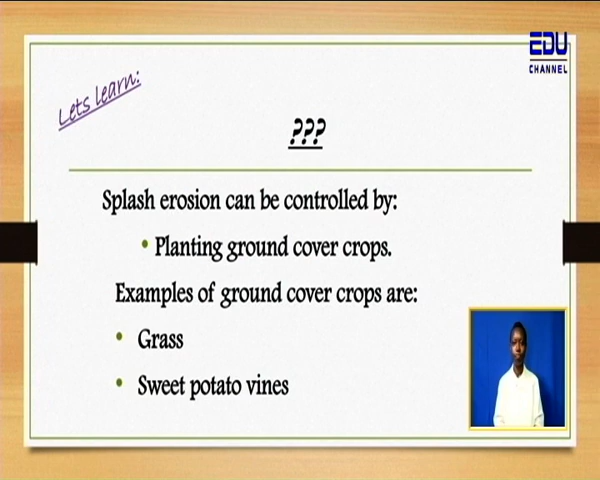 EDU
CHANNEL
Lets learn:
???
Splash erosion can be controlled by:
• Planting ground cover crops.
Examples of ground cover crops are:
• Grass
• Sweet potato vines